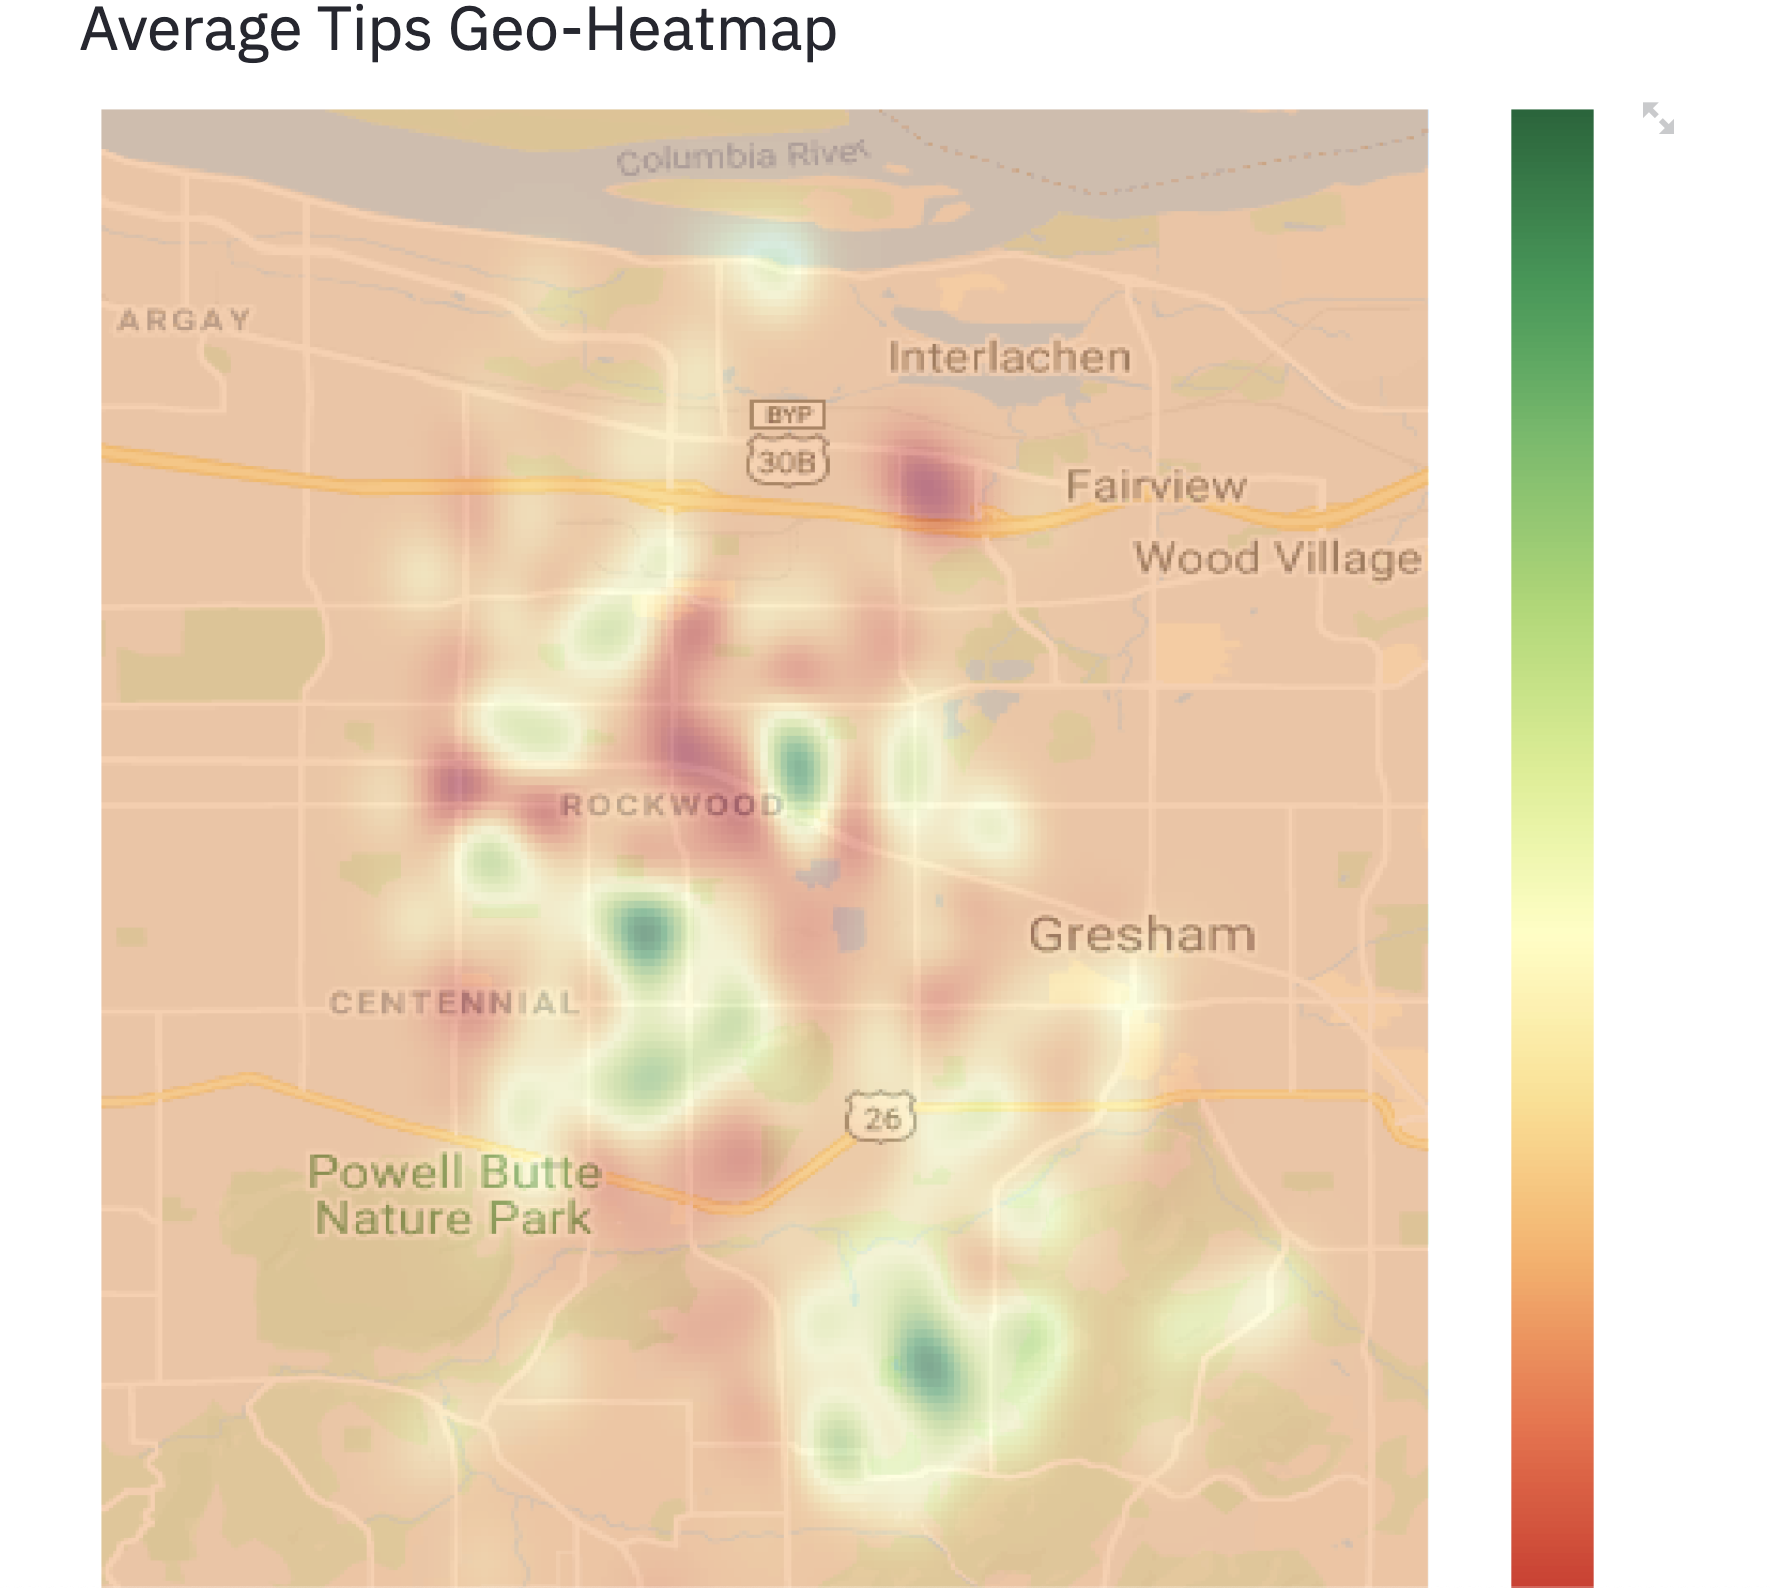 Average Tips Geo-Heatmap
Columbia River
ARGAY
Interlachen
BYP
30B
Fairview
Wood Village
ROCKWOOD
Gresham
CENTENNIAL
26
Powell Butte
Nature Park